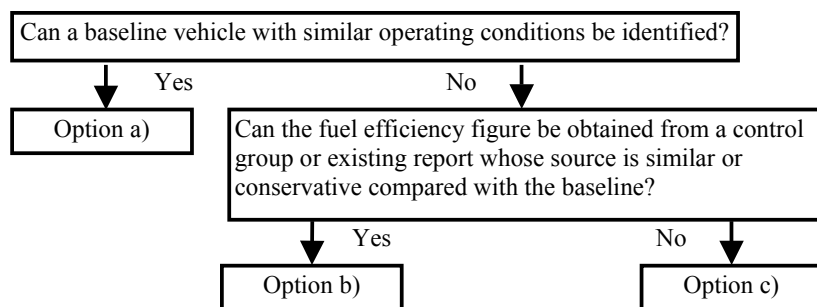 Can a baseline vehicle with similar operating conditions be identified?
Yes
No
Option a)
Can the fuel efficiency figure be obtained from a control
group or existing report whose source is similar or
conservative compared with the baseline?
Yes
No
Option b)
Option c)